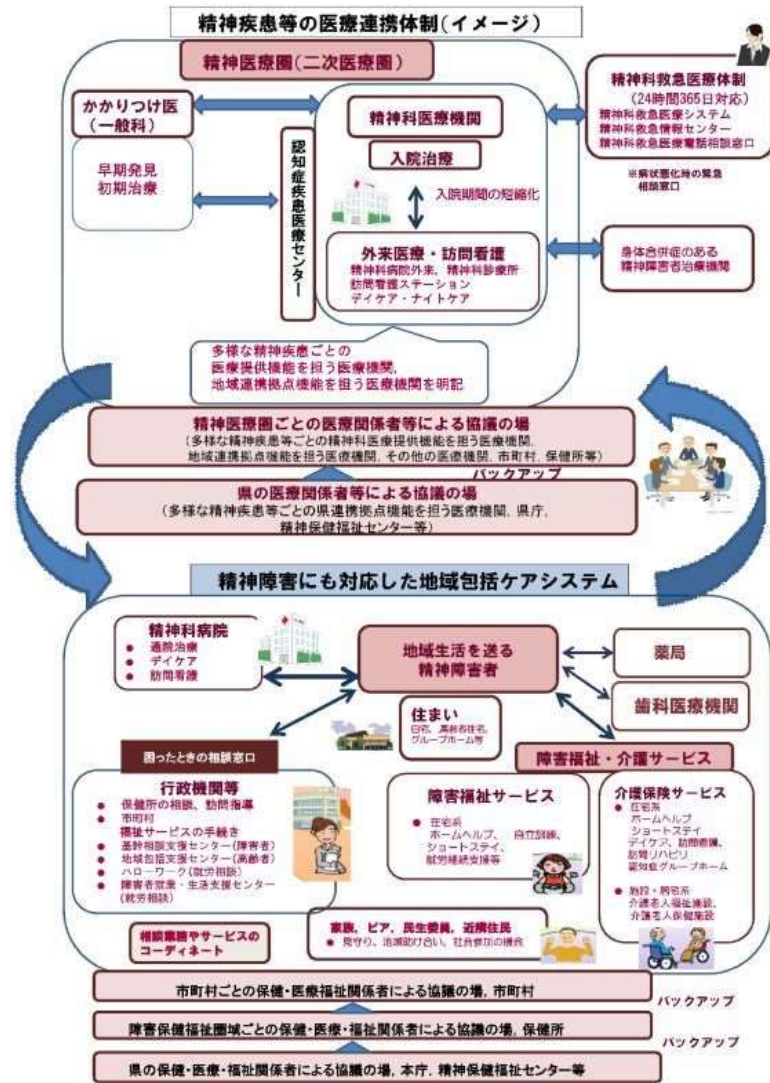 精神疾患等の医療連携体制(イメージ)
精神医療圏(二次医療圏)
かかりつけ医
(一般科)
早期発見
初期治療
認知症疾患医療センター
精神科医療機関
入院治療
入院期間の短縮化
外来医療・訪問看護
精神科病院外来, 精神科診療所
訪問看護ステーション
デイケア・ナイトケア
精神科救急医療体制
(24時間365日対応)
精神科救急医療システム
精神科救急情報センター
精神科救急医療電話相談窓口
※病状悪化時の緊急
相談窓口
身体合併症のある
精神障害者治療機関
多様な精神疾患ごとの
医療提供機能を担う医療機関,
地域連携拠点機能を担う医療機関を明記
精神医療圏ごとの医療関係者等による協議の場
(多様な精神疾患等ごとの精神科医療提供機能を担う医療機関,
地域連携拠点機能を担う医療機関, その他の医療機関, 市町村, 保健所等)
バックアップ
県の医療関係者等による協議の場
(多様な精神疾患等ごとの県連携拠点機能を担う医療機関, 県庁,
精神保健福祉センター等)
精神障害にも対応した地域包括ケアシステム
精神科病院
● 通院治療
● デイケア
● 訪問看護
地域生活を送る
精神障害者
薬局
歯科医療機関
住まい
自宅、高齢者住宅、
グループホーム等
困ったときの相談窓口
行政機関等
● 保健所の相談、訪問指導
● 市町村
福祉サービスの手続き
● 基幹相談支援センター(障害者)
● 地域包括支援センター(高齢者)
● ハローワーク(就労相談)
● 障害者就業・生活支援センター
(就労相談)
障害福祉・介護サービス
障害福祉サービス
● 在宅系
ホームヘルプ、自立訓練、
ショートステイ、
就労継続支援等
介護保険サービス
● 在宅系
ホームヘルプ
ショートステイ
デイケア、訪問看護、
訪問リハビリ
認知症グループホーム
● 施設・居宅系
介護老人福祉施設、
介護老人保健施設
相談業務やサービスの
コーディネート
家族, ピア, 民生委員, 近隣住民
● 見守り、地域助け合い、社会参加の機会
市町村ごとの保健・医療福祉関係者による協議の場, 市町村
バックアップ
障害保健福祉圏域ごとの保健・医療・福祉関係者による協議の場, 保健所
バックアップ
県の保健・医療・福祉関係者による協議の場, 本庁, 精神保健福祉センター等